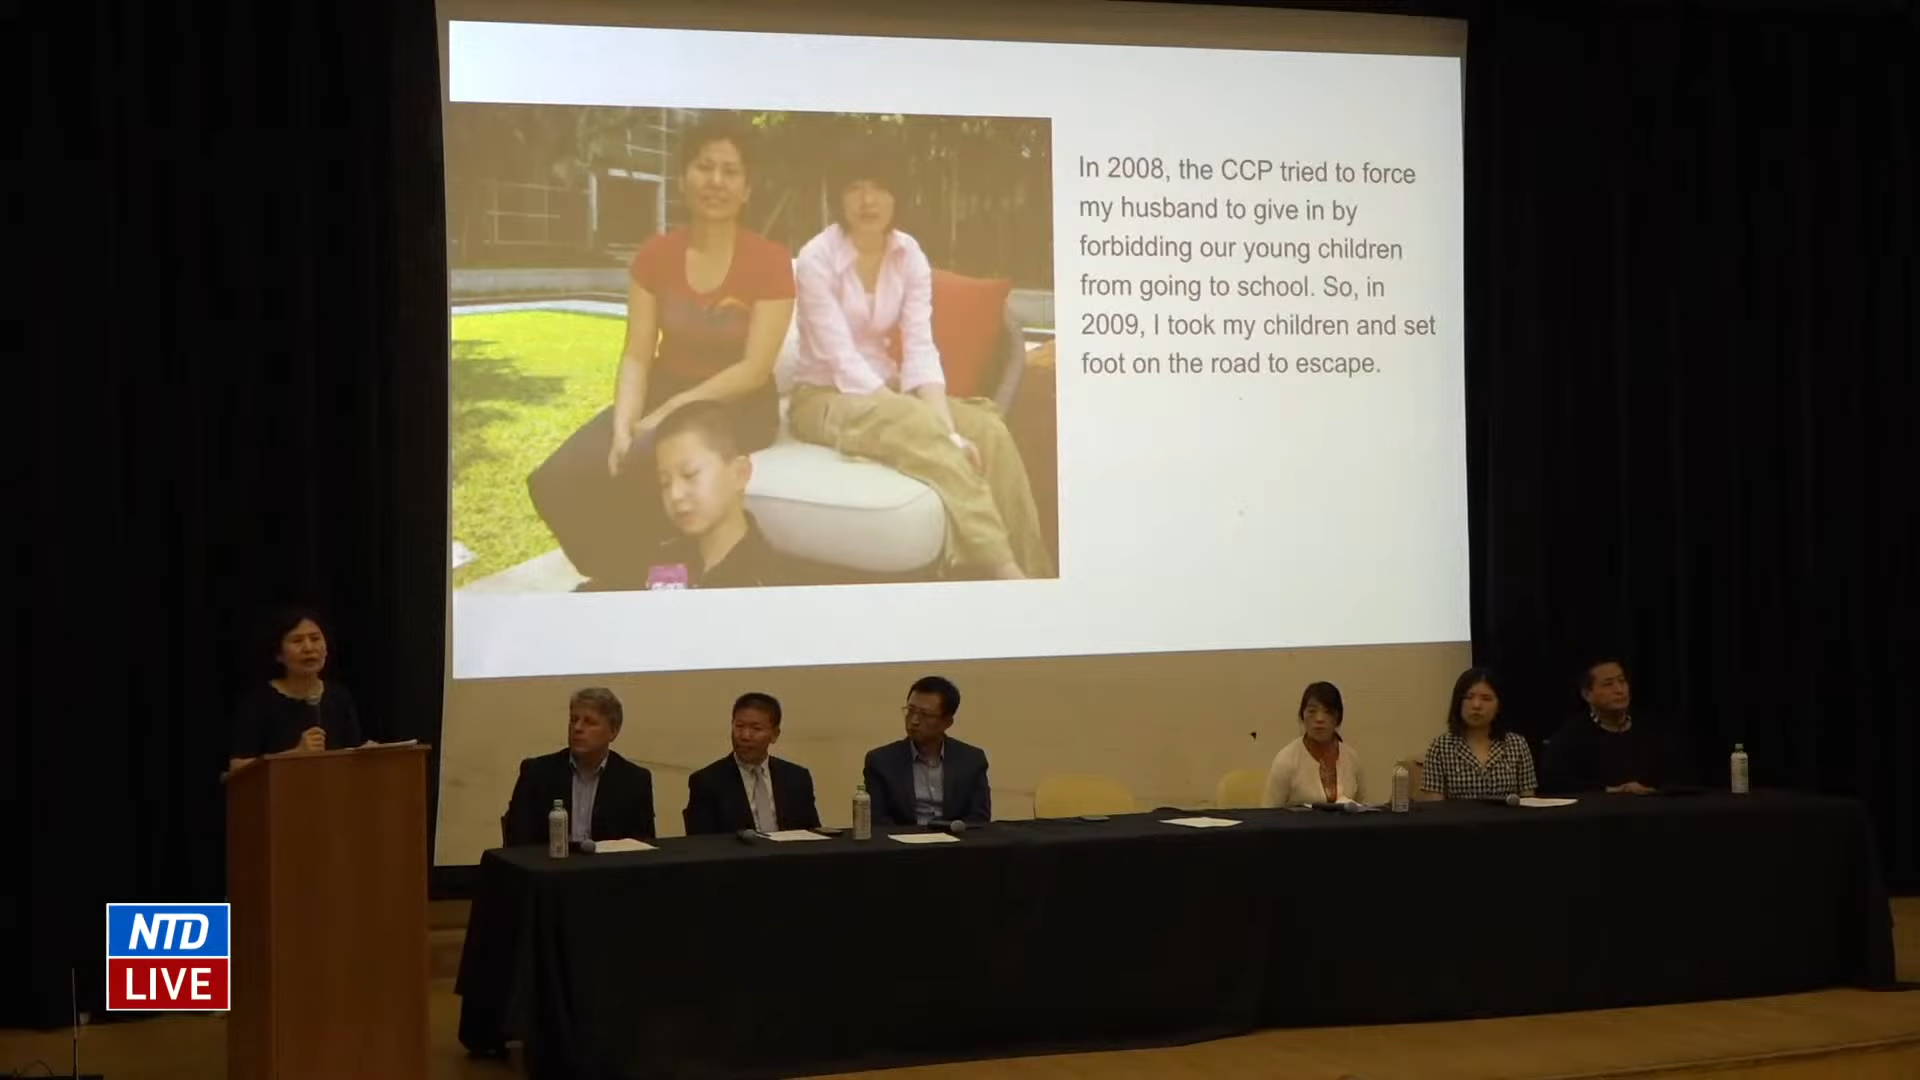 In 2008, the CCP tried to force
my husband to give in by
forbidding our young children
from going to school. So, in
2009, I took my children and set
foot on the road to escape.
NTD
LIVE